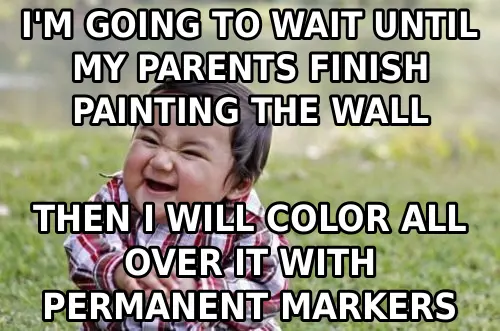 I'M GOING TO WAIT UNTIL
MY PARENTS FINISH
PAINTING THE WALL
THEN I WILL COLOR ALL
OVER IT WITH
PERMANENT MARKERS